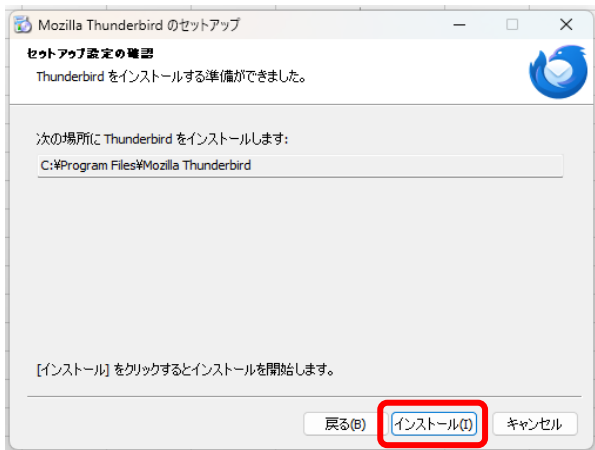 Mozilla Thunderbird のセットアップ
セットアップ設定の確認
Thunderbird をインストールする準備ができました。
次の場所に Thunderbird をインストールします:
C:¥Program Files¥Mozilla Thunderbird
[インストール] をクリックするとインストールを開始します。
戻る(B) インストール(I) キャンセル